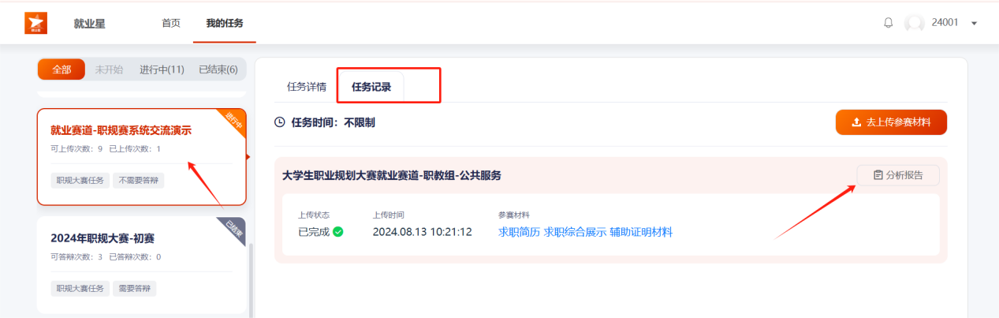 就业星 首页 我的任务 24001
全部 未开始 进行中(11) 已结束(6)
任务详情 任务记录
进行中
就业赛道-职规赛系统交流演示
可上传次数：9 已上传次数：1
职规大赛任务 不需要答辩
已结束
2024年职规大赛-初赛
可答辩次数：3 已答辩次数：0
职规大赛任务 需要答辩
任务时间：不限制 去上传参赛材料
大学生职业规划大赛就业赛道-职教组-公共服务 分析报告
上传状态 上传时间 参赛材料
已完成 2024.08.13 10:21:12 求职简历 求职综合展示 辅助证明材料